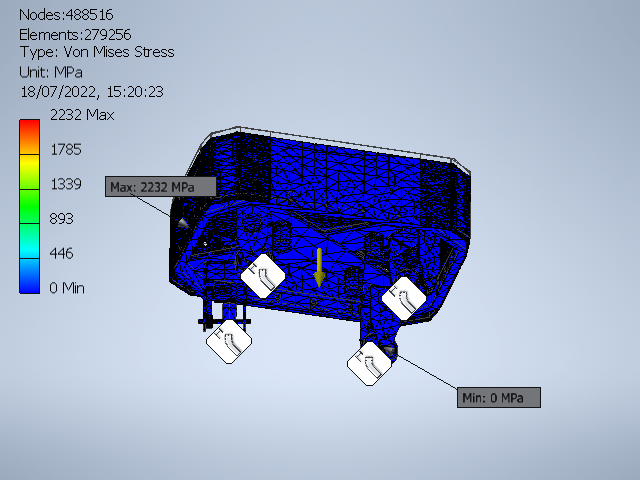 Nodes:488516
Elements:279256
Type: Von Mises Stress
Unit: MPa
18/07/2022, 15:20:23
2232 Max
1785
1339
893
446
0 Min
Max: 2232 MPa
Min: 0 MPa